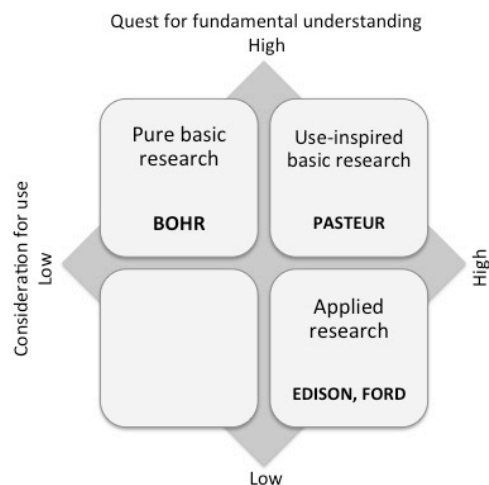 Quest for fundamental understanding
High
Pure basic
research
BOHR
Use-inspired
basic research
PASTEUR
Consideration for use
Low
High
Applied
research
EDISON, FORD
Low